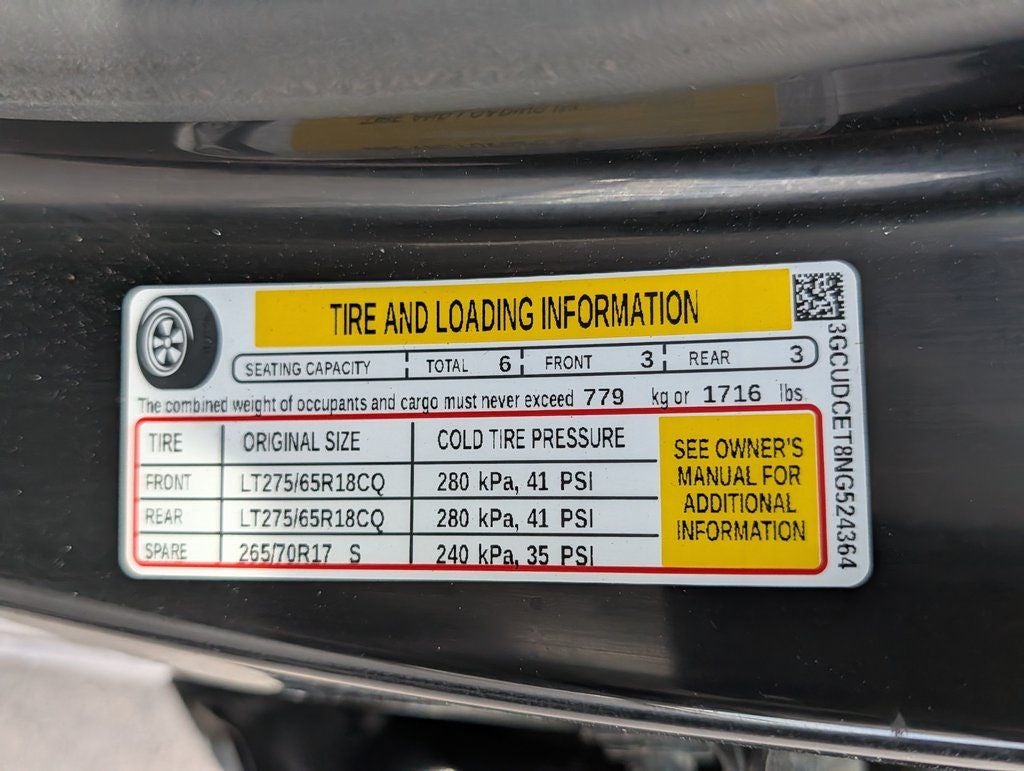 TIRE AND LOADING INFORMATION
SEATING CAPACITY TOTAL 6 FRONT 3 REAR 3
The combined weight of occupants and cargo must never exceed 779 kg or 1716 lbs.
TIRE ORIGINAL SIZE COLD TIRE PRESSURE
FRONT LT275/65R18CQ 280 kPa, 41 PSI
REAR LT275/65R18CQ 280 kPa, 41 PSI
SPARE 265/70R17 S 240 kPa, 35 PSI
SEE OWNER'S
MANUAL FOR
ADDITIONAL
INFORMATION
3GCUDCET8NG524364